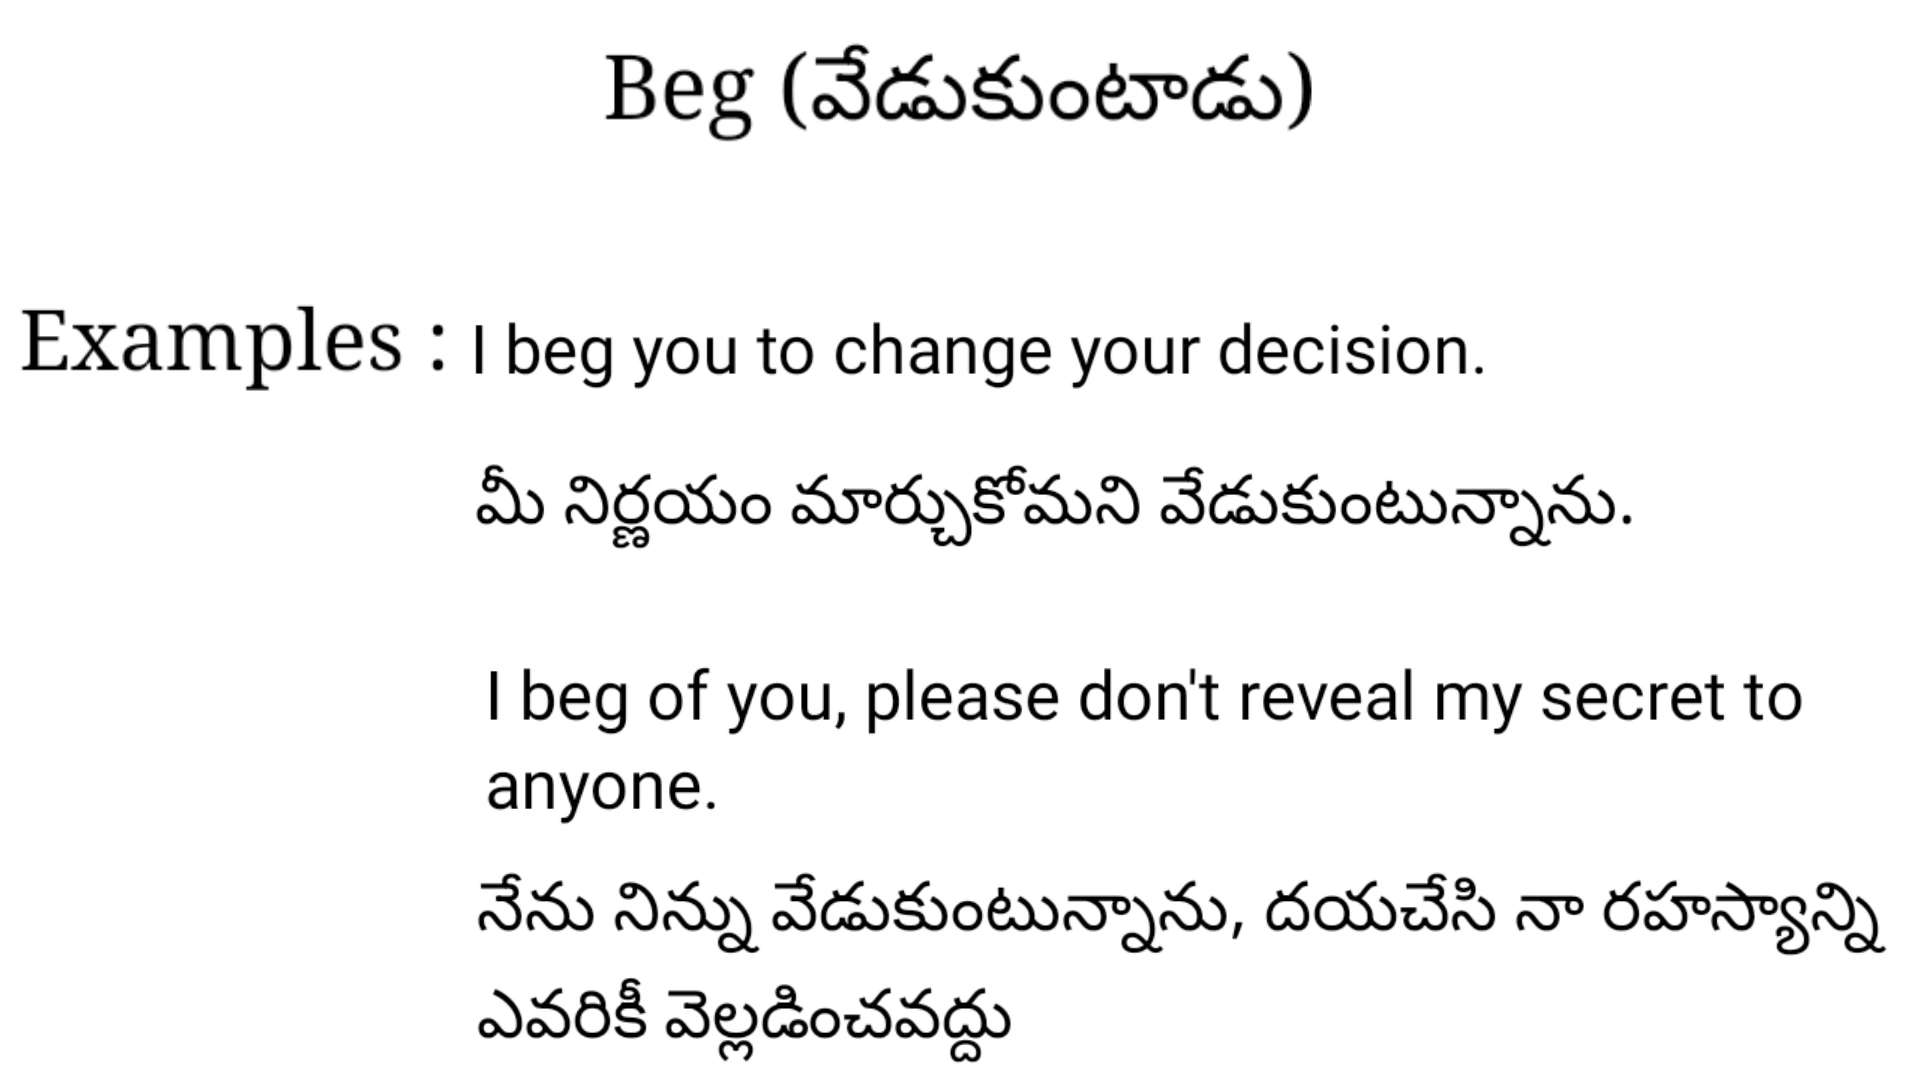 Beg (వేడుకుంటాడు)
Examples : I beg you to change your decision.
మీ నిర్ణయం మార్చుకోమని వేడుకుంటున్నాను.
I beg of you, please don't reveal my secret to
anyone.
నేను నిన్ను వేడుకుంటున్నాను, దయచేసి నా రహస్యాన్ని
ఎవరికీ వెల్లడించవద్దు